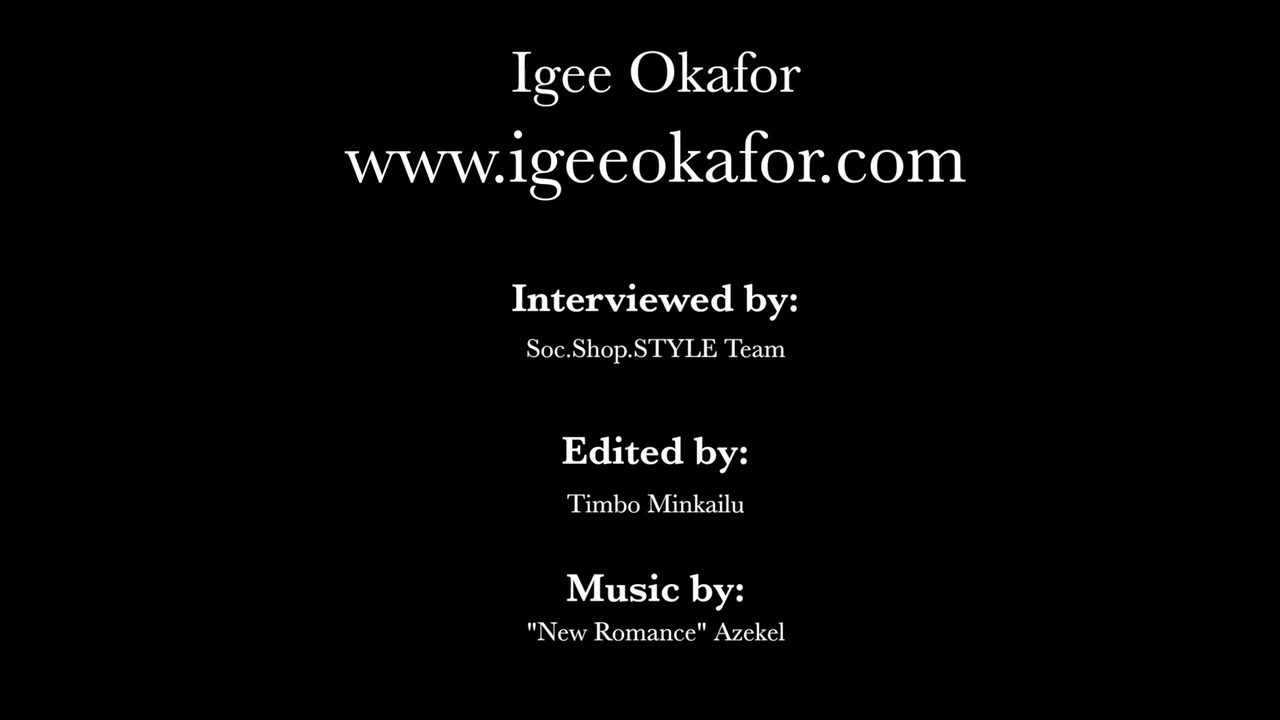 Igee Okafor
www.igeeokafor.com
Interviewed by:
Soc.Shop.STYLE Team
Edited by:
Timbo Minkailu
Music by:
"New Romance" Azekel